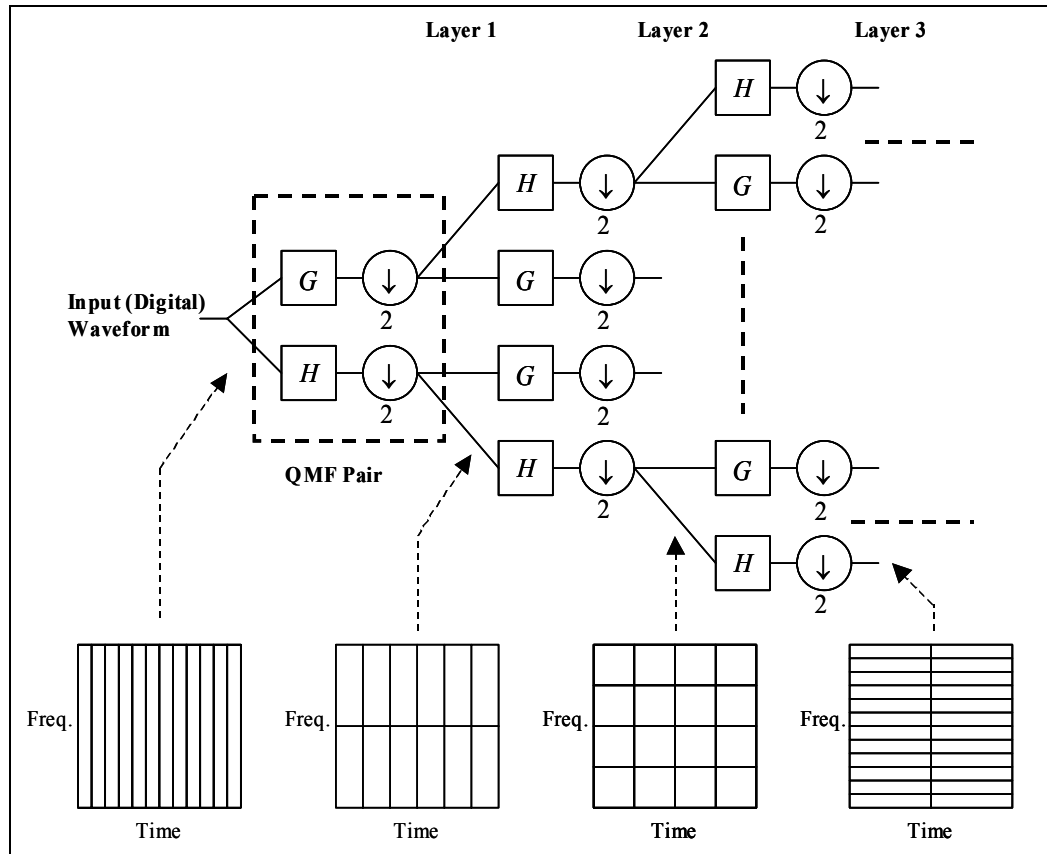 Layer 1 Layer 2 Layer 3
H ↓
2
H ↓ G ↓
2 2
G ↓ G ↓
2 2
Input (Digital)
Waveform
H ↓ G ↓
2 2
QMF Pair
H ↓ G ↓
2 2
H ↓
2
Freq. Freq. Freq. Freq.
Time Time Time Time